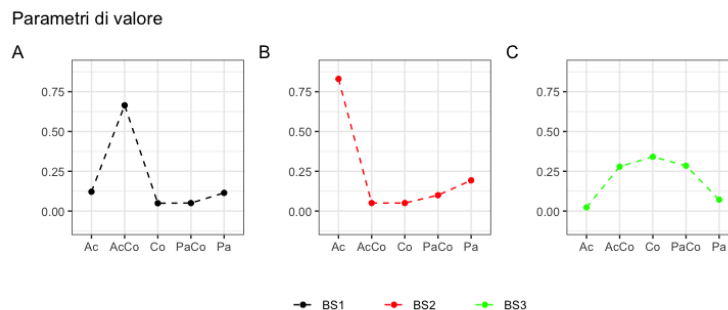 Parametri di valore
A B C
0.75 0.75 0.75
0.50 0.50 0.50
0.25 0.25 0.25
0.00 0.00 0.00
Ac AcCo Co PaCo Pa Ac AcCo Co PaCo Pa Ac AcCo Co PaCo Pa
BS1 BS2 BS3